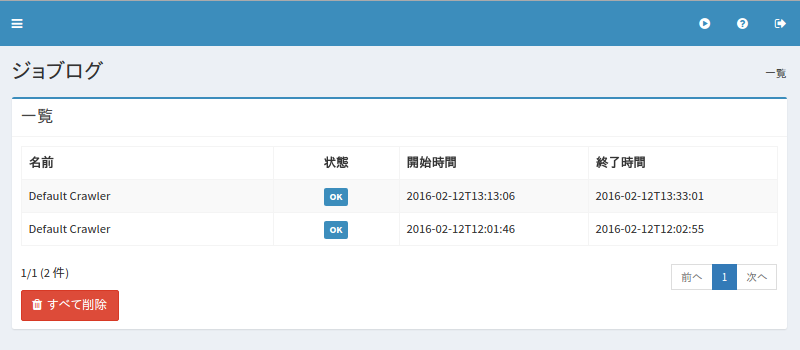 ジョブログ
一覧
一覧
名前 状態 開始時間 終了時間
Default Crawler OK 2016-02-12T13:13:06 2016-02-12T13:33:01
Default Crawler OK 2016-02-12T12:01:46 2016-02-12T12:02:55
1/1 (2 件)
前へ 1 次へ
すべて削除